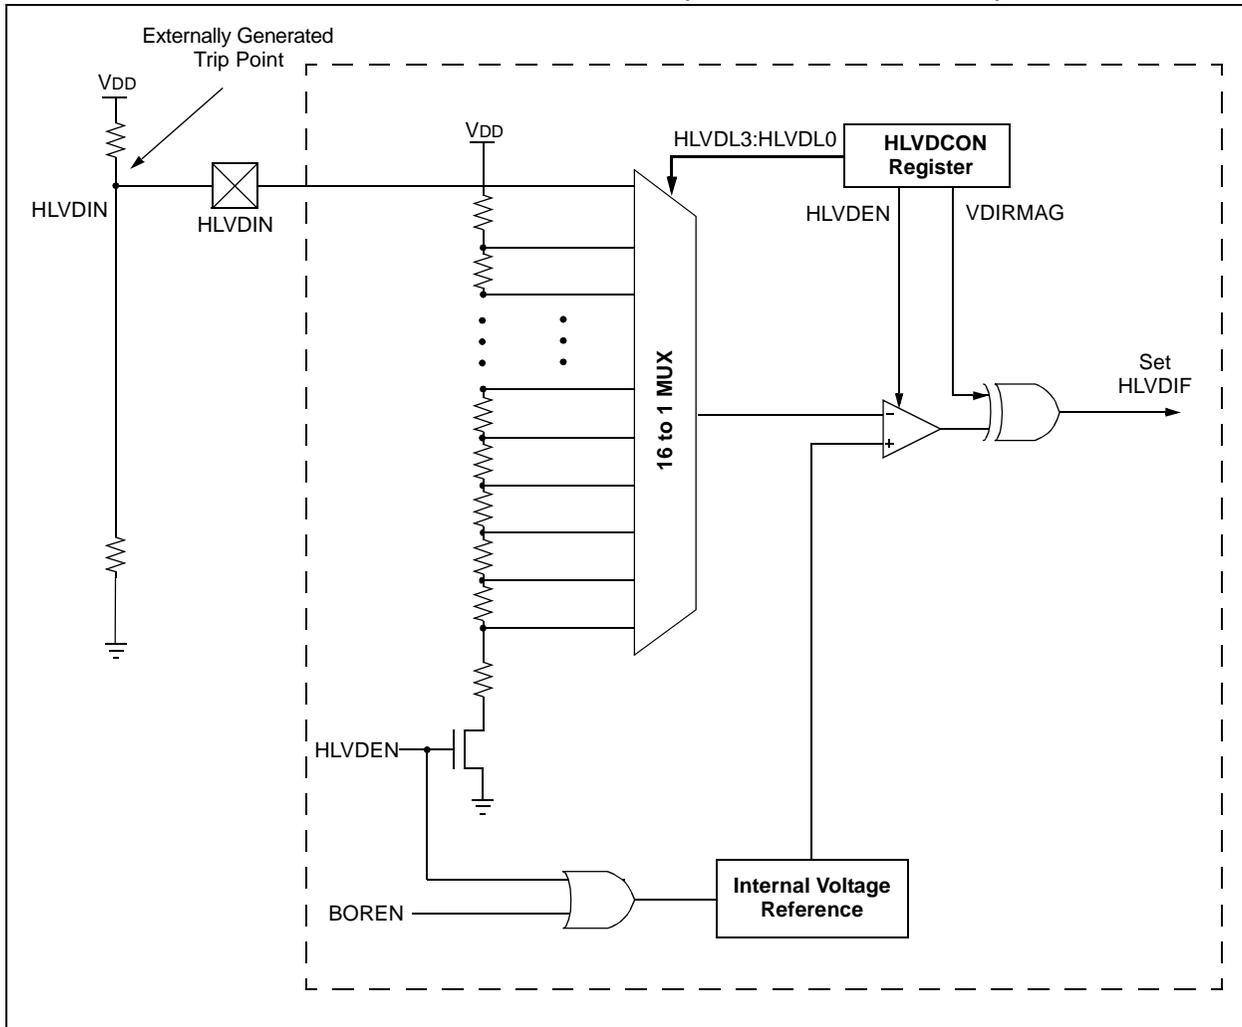 Externally Generated
Trip Point
VDD
VDD
HLVDL3:HLVDL0
HLVDCON
Register
HLVDIN
HLVDIN
HLVDEN
VDIRMAG
16 to 1 MUX
Set
HLVDIF
–
+
HLVDEN
BOREN
Internal Voltage
Reference